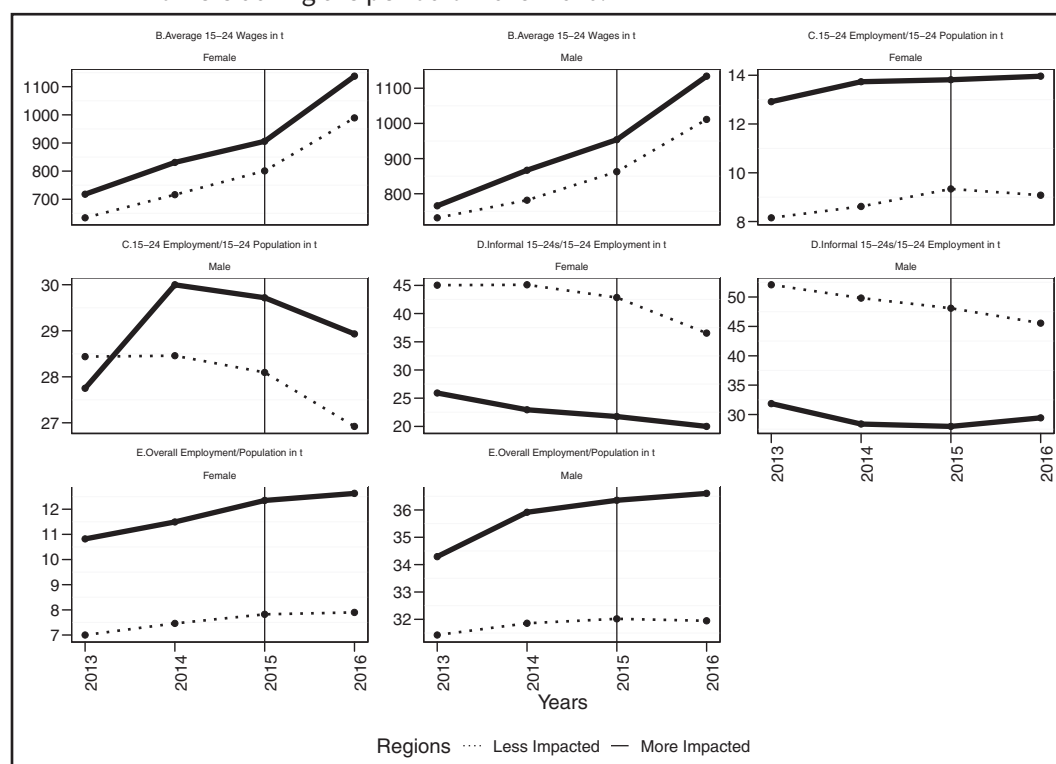 B.Average 15–24 Wages in t
Female
1100
1000
900
800
700
B.Average 15–24 Wages in t
Male
1100
1000
900
800
C.15–24 Employment/15–24 Population in t
Female
14
12
10
8
C.15–24 Employment/15–24 Population in t
Male
30
29
28
27
D.Informal 15–24s/15–24 Employment in t
Female
45
40
35
30
25
20
D.Informal 15–24s/15–24 Employment in t
Male
50
45
40
35
30
2013
2014
2015
2016
E.Overall Employment/Population in t
Female
12
11
10
9
8
7
2013
2014
2015
2016
E.Overall Employment/Population in t
Male
36
35
34
33
32
2013
2014
2015
2016
Years
Regions Less Impacted More Impacted